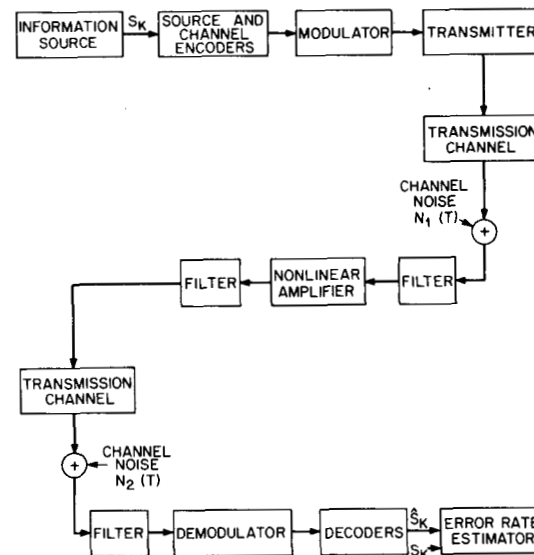 INFORMATION
SOURCE
S_K
SOURCE AND
CHANNEL
ENCODERS
MODULATOR
TRANSMITTER
TRANSMISSION
CHANNEL
CHANNEL
NOISE
N_1 (T)
+
FILTER
NONLINEAR
AMPLIFIER
FILTER
TRANSMISSION
CHANNEL
+
CHANNEL
NOISE
N_2 (T)
FILTER
DEMODULATOR
DECODERS
Ŝ_K
S_K
ERROR RATE
ESTIMATOR